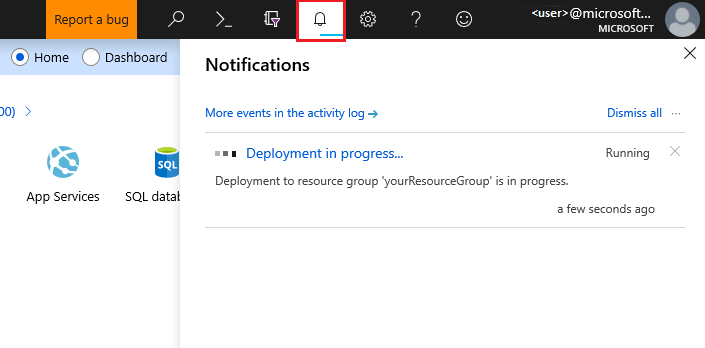 Report a bug
<user>@microsoft...
MICROSOFT
Home
Dashboard
Notifications
00)
More events in the activity log
Dismiss all
Deployment in progress...
Running
App Services
SQL
SQL datab
Deployment to resource group 'yourResourceGroup' is in progress.
a few seconds ago